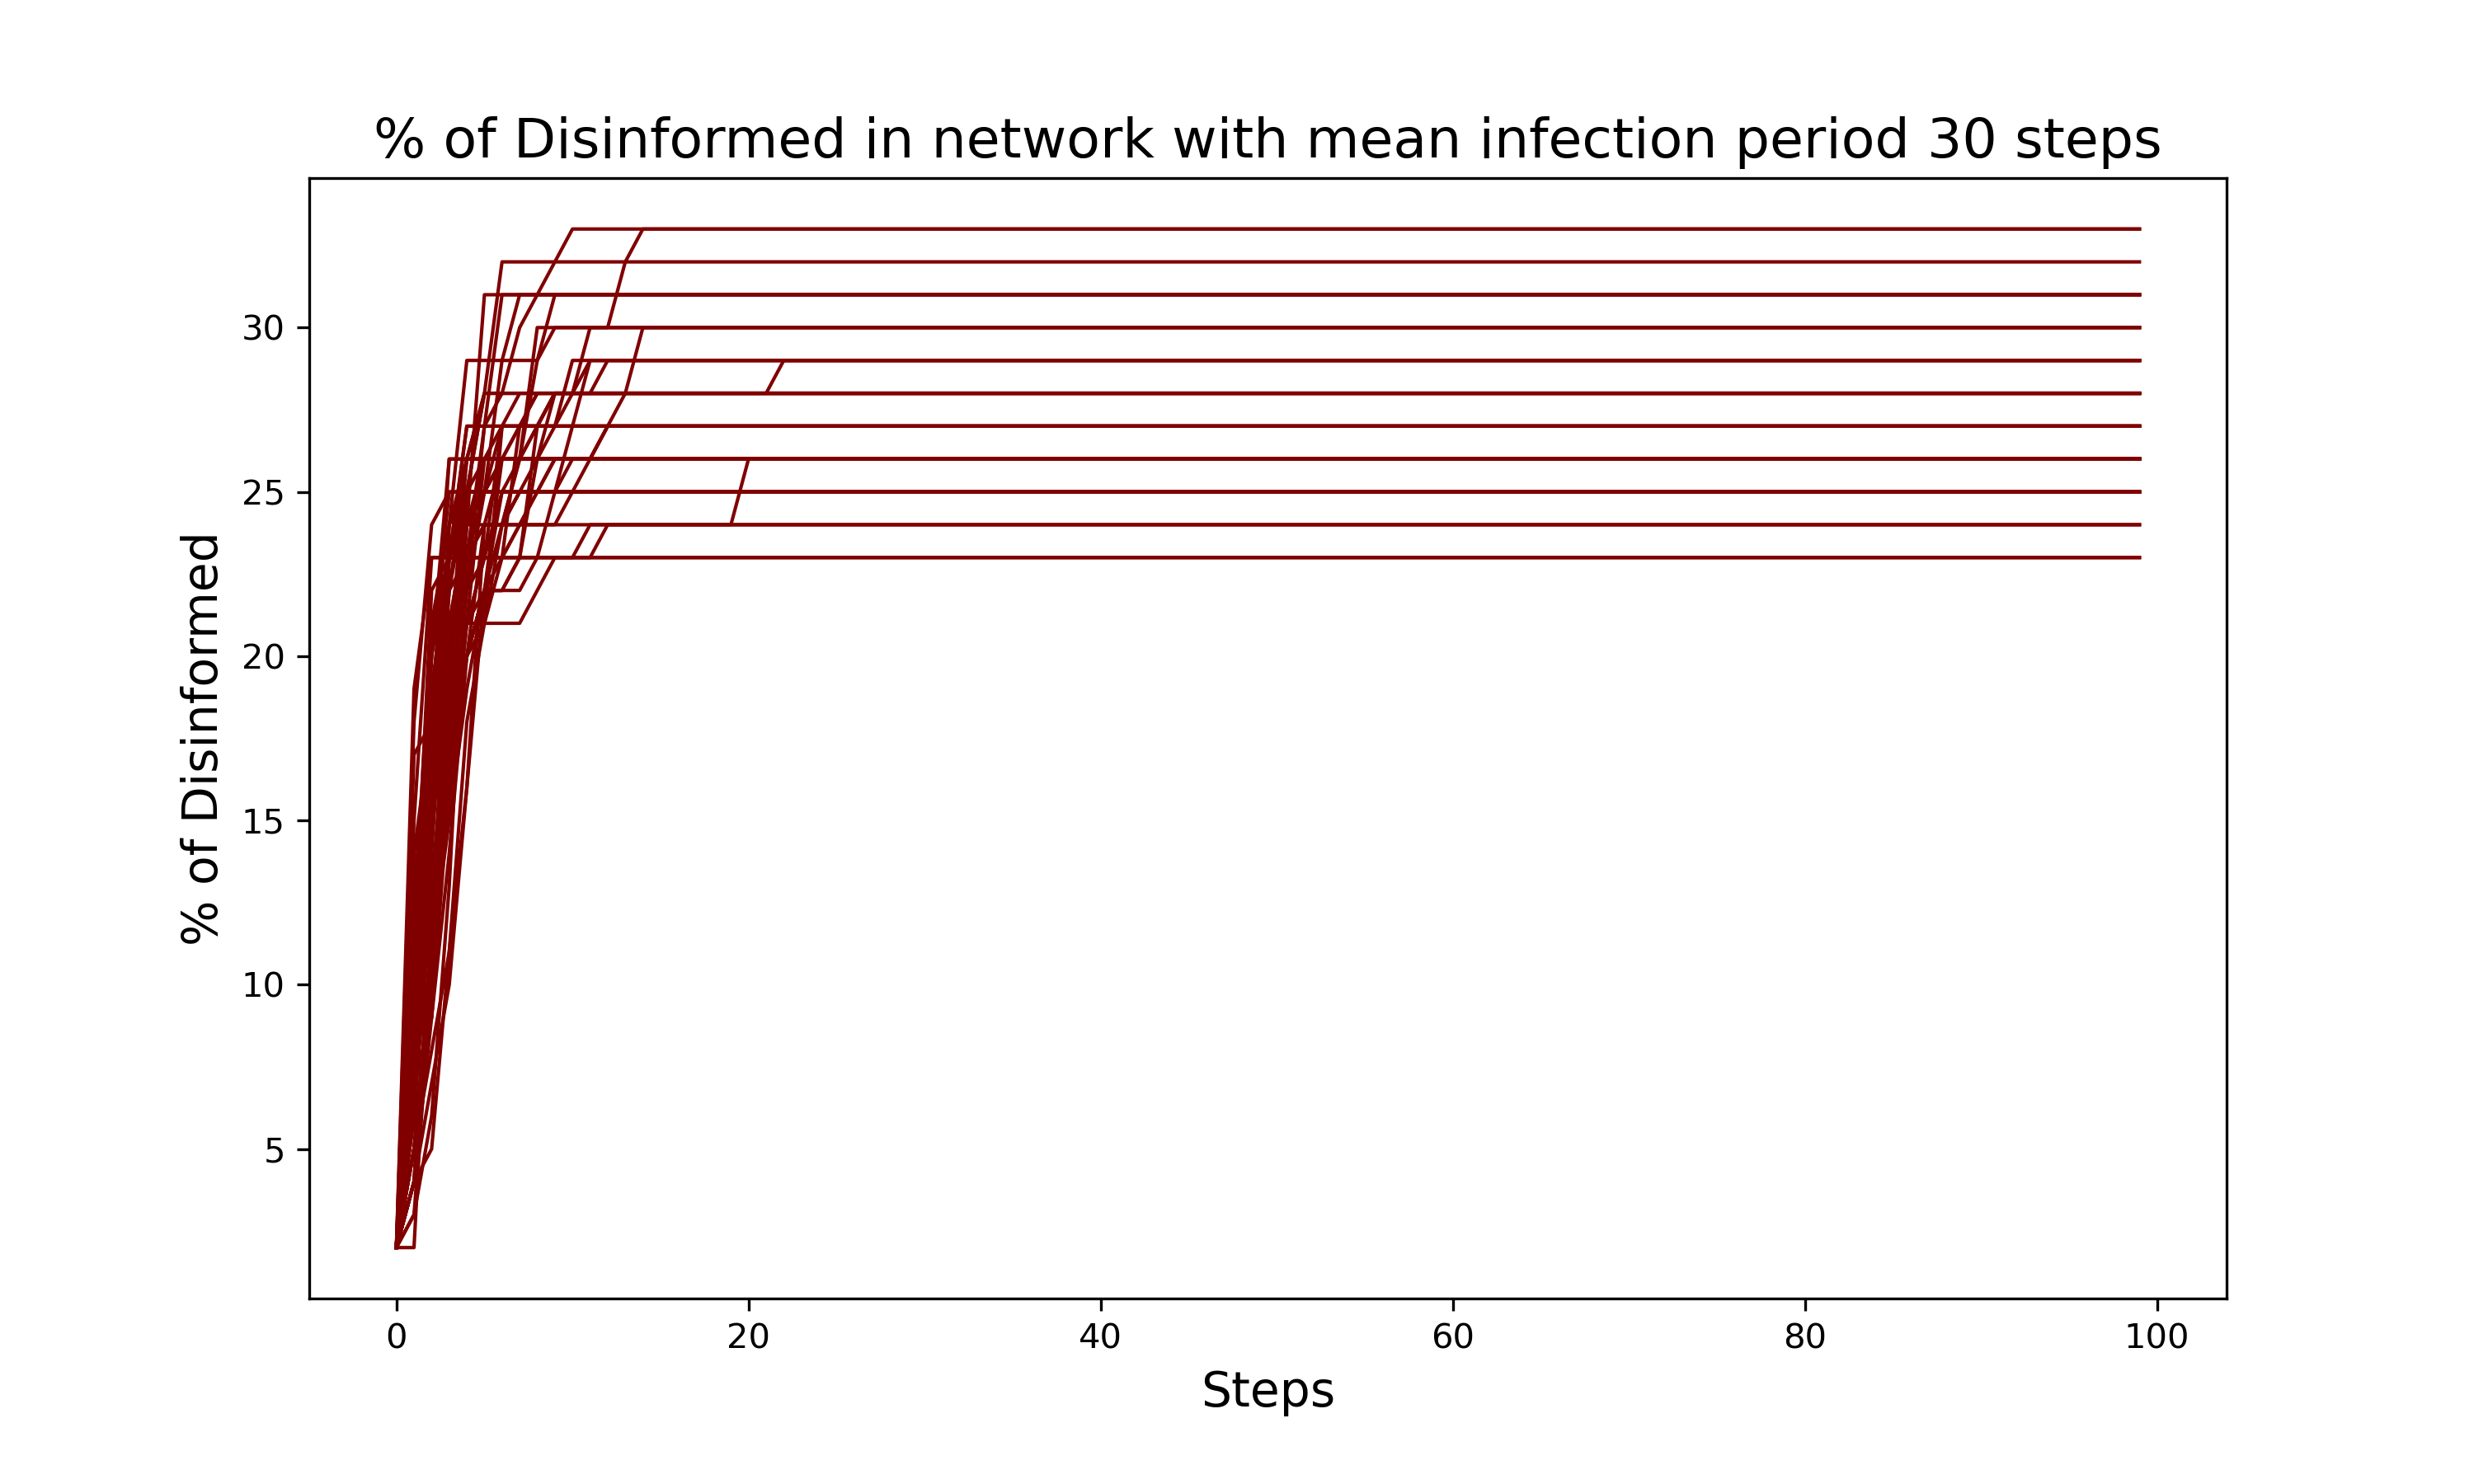 % of Disinformed in network with mean infection period 30 steps
% of Disinformed
30
25
20
15
10
5
0 20 40 60 80 100
Steps